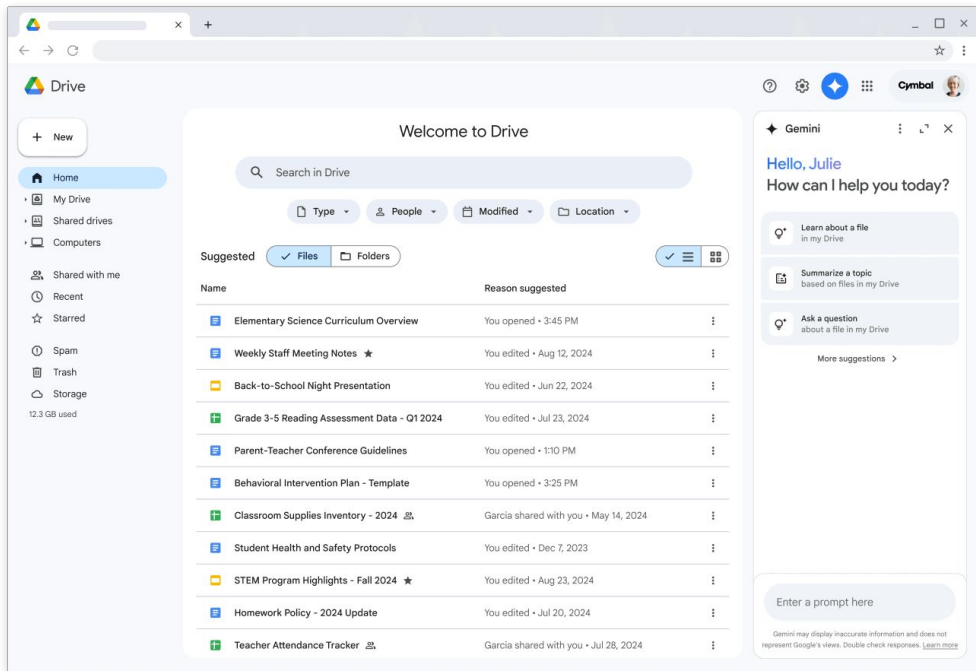 Drive
Cymbal
New
Home
My Drive
Shared drives
Computers
Shared with me
Recent
Starred
Spam
Trash
Storage
12.3 GB used
Welcome to Drive
Search in Drive
Type People Modified Location
Suggested Files Folders
Name Reason suggested
Elementary Science Curriculum Overview You opened • 3:45 PM
Weekly Staff Meeting Notes You edited • Aug 12, 2024
Back-to-School Night Presentation You edited • Jun 22, 2024
Grade 3-5 Reading Assessment Data - Q1 2024 You edited • Jul 23, 2024
Parent-Teacher Conference Guidelines You opened • 1:10 PM
Behavioral Intervention Plan - Template You opened • 3:25 PM
Classroom Supplies Inventory - 2024 Garcia shared with you • May 14, 2024
Student Health and Safety Protocols You edited • Dec 7, 2023
STEM Program Highlights - Fall 2024 You edited • Aug 23, 2024
Homework Policy - 2024 Update You edited • Jul 20, 2024
Teacher Attendance Tracker Garcia shared with you • Jul 28, 2024
Gemini
Hello, Julie
How can I help you today?
Learn about a file
in my Drive
Summarize a topic
based on files in my Drive
Ask a question
about a file in my Drive
More suggestions
Enter a prompt here
Gemini may display inaccurate information and does not
represent Google's views. Double check responses. Learn more